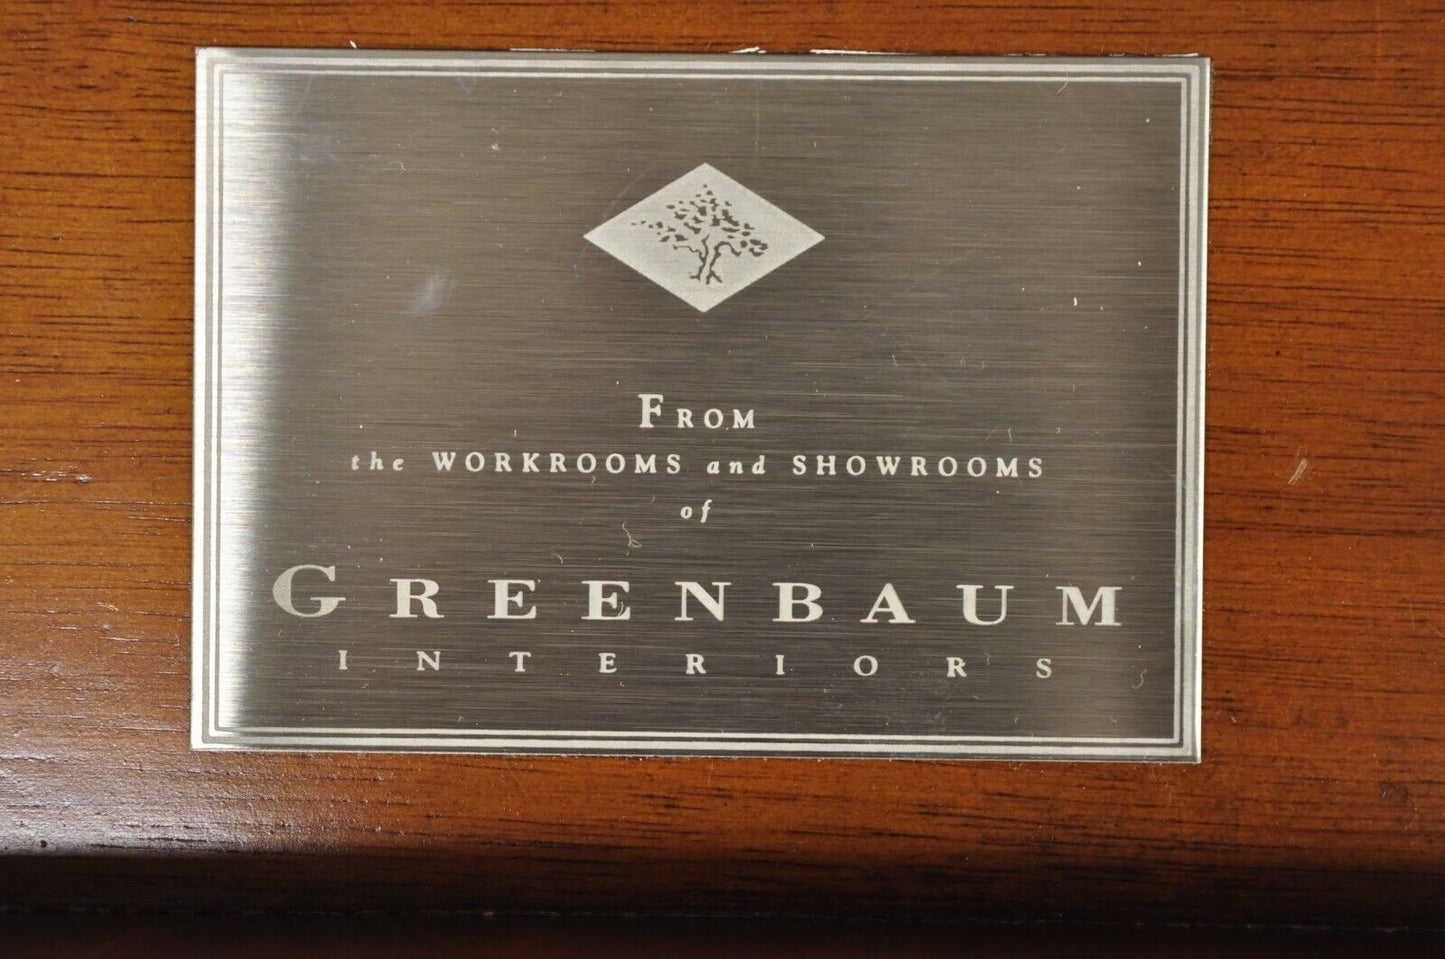 FROM
the WORKROOMS and SHOWROOMS
of
GREENBAUM
INTERIORS